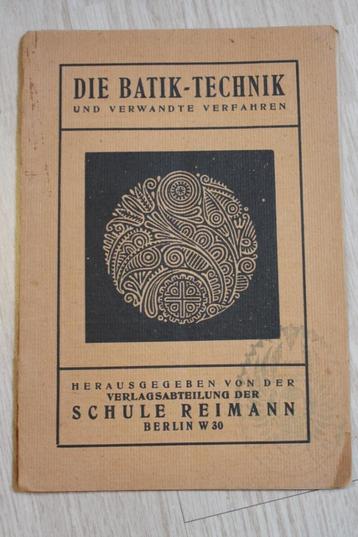 DIE BATIK-TECHNIK
UND VERWANDTE VERFAHREN
HERAUSGEGEBEN VON DER
VERLAGSABTEILUNG DER
SCHULE REIMANN
BERLIN W 30